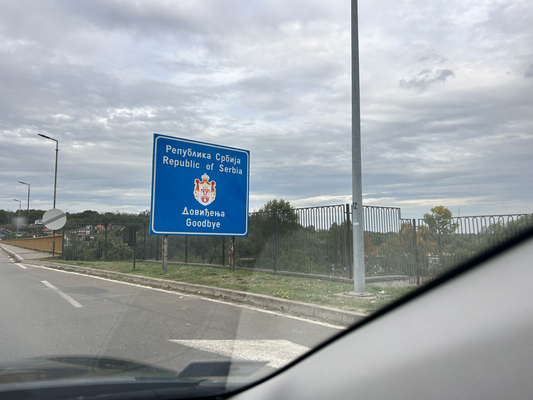 Република Србија
Republic of Serbia
Довиђења
Goodbye